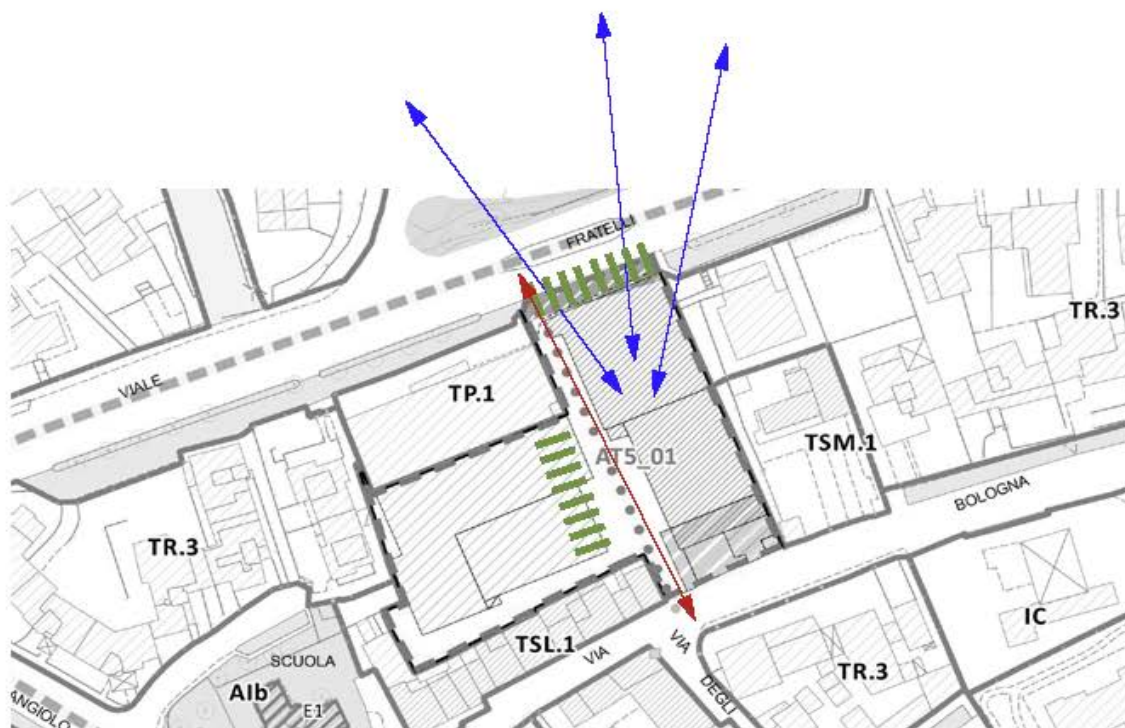 FRATELLI
TR.3
VIALE
TP.1
TSM.1
AT5_01
BOLOGNA
TR.3
IC
TSL.1
VIA
VIA
SCUOLA
TR.3
DEGLI
AIb
E1
ANGIOLO